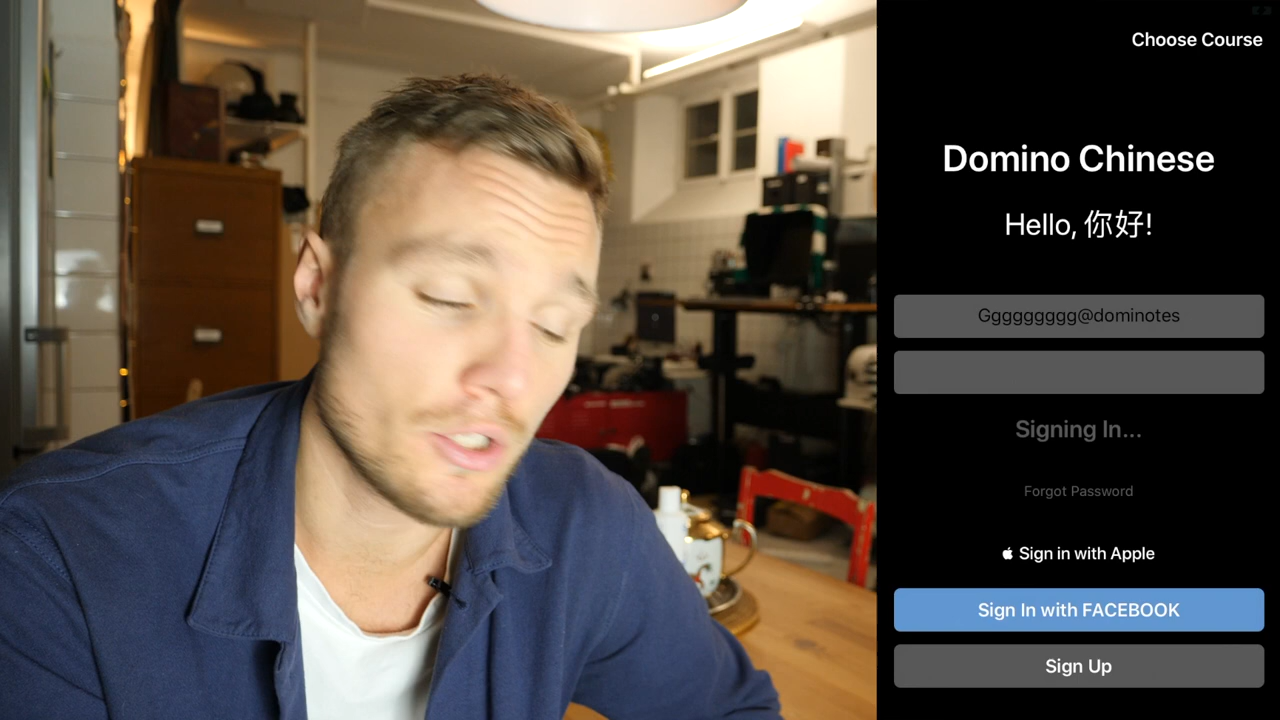 Choose Course
Domino Chinese
Hello, 你好!
Ggggggggg@dominotes
Signing In...
Forgot Password
Sign in with Apple
Sign In with FACEBOOK
Sign Up